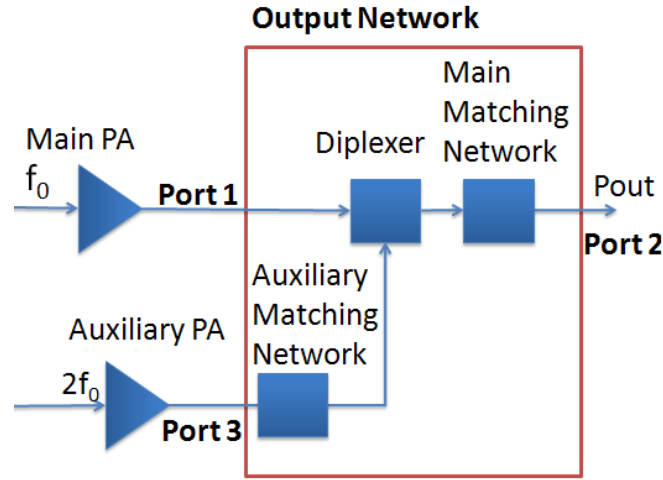 Output Network
Main PA
f0
Port 1
Diplexer
Main
Matching
Network
Pout
Port 2
Auxiliary
Matching
Network
Auxiliary PA
2f0
Port 3